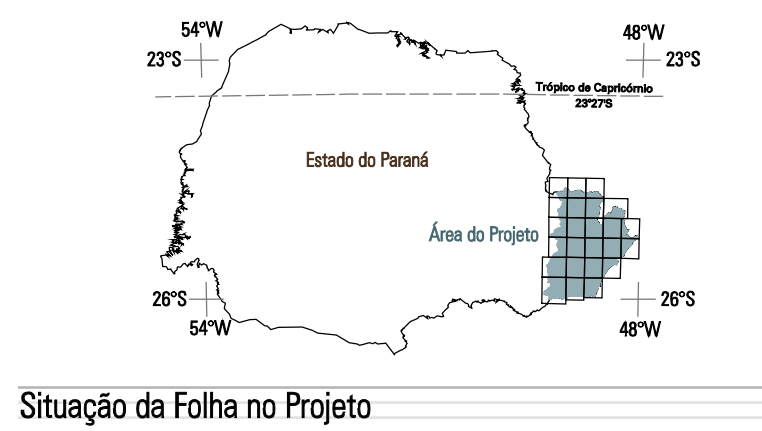 54°W
48°W
23°S
23°S
Trópico de Capricórnio
23°27'S
Estado do Paraná
Área do Projeto
26°S
26°S
54°W
48°W
Situação da Folha no Projeto